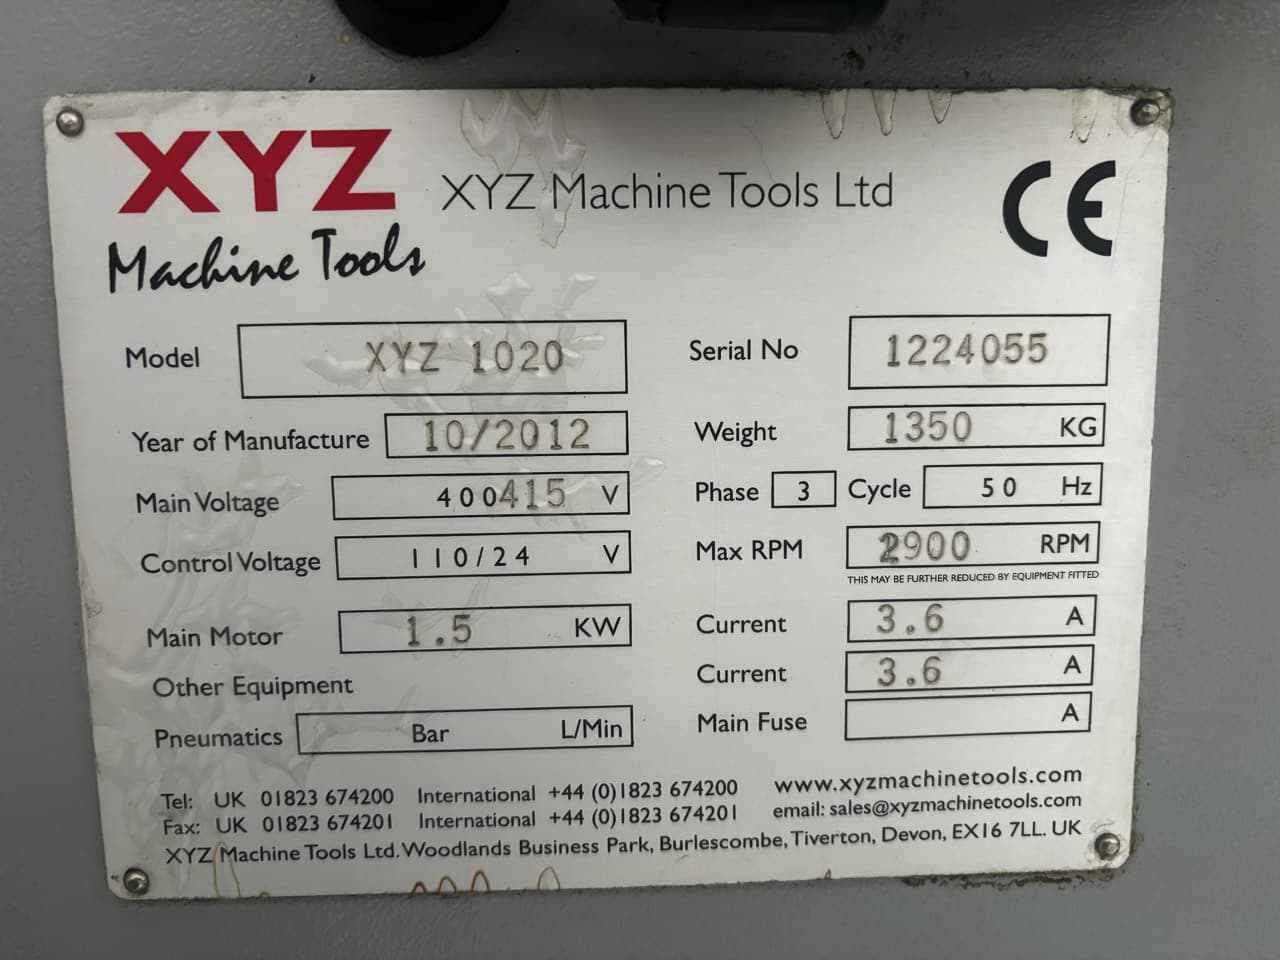 XYZ
Machine Tools
XYZ Machine Tools Ltd
CE
Model XYZ 1020
Serial No 1224055
Year of Manufacture 10/2012
Weight 1350 KG
Main Voltage 400415 V
Phase 3 Cycle 50 Hz
Control Voltage 110/24 V
Max RPM 2900 RPM
THIS MAY BE FURTHER REDUCED BY EQUIPMENT FITTED
Main Motor 1.5 KW
Current 3.6 A
Other Equipment
Current 3.6 A
Pneumatics Bar L/Min
Main Fuse A
Tel: UK 01823 674200 International +44 (0)1823 674200 www.xyzmachinetools.com
Fax: UK 01823 674201 International +44 (0)1823 674201 email: sales@xyzmachinetools.com
XYZ Machine Tools Ltd. Woodlands Business Park, Burlescombe, Tiverton, Devon, EX16 7LL. UK